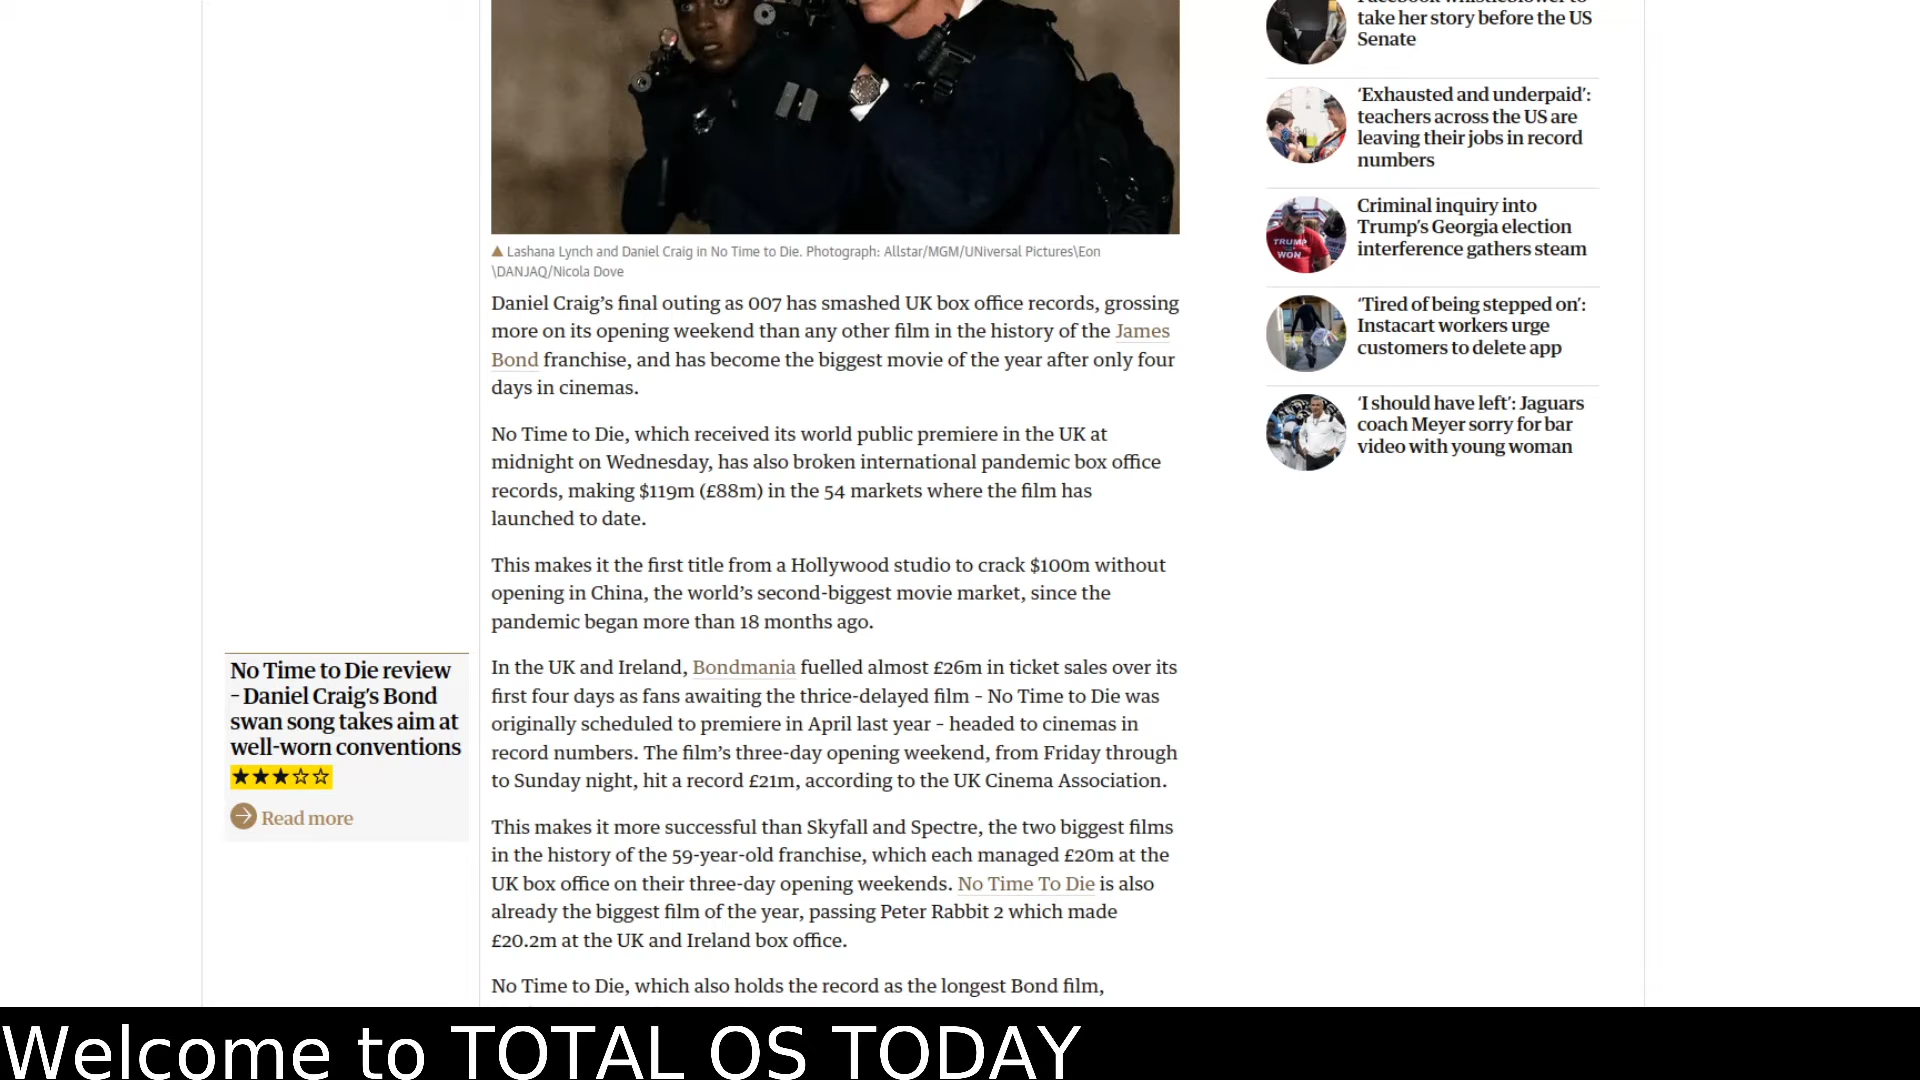 Lashana Lynch and Daniel Craig in No Time to Die. Photograph: Allstar/MGM/UNiversal Pictures\Eon
\DANJAQ/Nicola Dove
Daniel Craig’s final outing as 007 has smashed UK box office records, grossing
more on its opening weekend than any other film in the history of the James
Bond franchise, and has become the biggest movie of the year after only four
days in cinemas.
No Time to Die, which received its world public premiere in the UK at
midnight on Wednesday, has also broken international pandemic box office
records, making $119m (£88m) in the 54 markets where the film has
launched to date.
This makes it the first title from a Hollywood studio to crack $100m without
opening in China, the world’s second-biggest movie market, since the
pandemic began more than 18 months ago.
In the UK and Ireland, Bondmania fuelled almost £26m in ticket sales over its
first four days as fans awaiting the thrice-delayed film – No Time to Die was
originally scheduled to premiere in April last year – headed to cinemas in
record numbers. The film’s three-day opening weekend, from Friday through
to Sunday night, hit a record £21m, according to the UK Cinema Association.
This makes it more successful than Skyfall and Spectre, the two biggest films
in the history of the 59-year-old franchise, which each managed £20m at the
UK box office on their three-day opening weekends. No Time To Die is also
already the biggest film of the year, passing Peter Rabbit 2 which made
£20.2m at the UK and Ireland box office.
No Time to Die, which also holds the record as the longest Bond film,
No Time to Die review
– Daniel Craig’s Bond
swan song takes aim at
well-worn conventions
Read more
Facebook whistleblower to
take her story before the US
Senate
‘Exhausted and underpaid’:
teachers across the US are
leaving their jobs in record
numbers
Criminal inquiry into
Trump’s Georgia election
interference gathers steam
TRUMP
WON
‘Tired of being stepped on’:
Instacart workers urge
customers to delete app
‘I should have left’: Jaguars
coach Meyer sorry for bar
video with young woman
Welcome to TOTAL OS TODAY